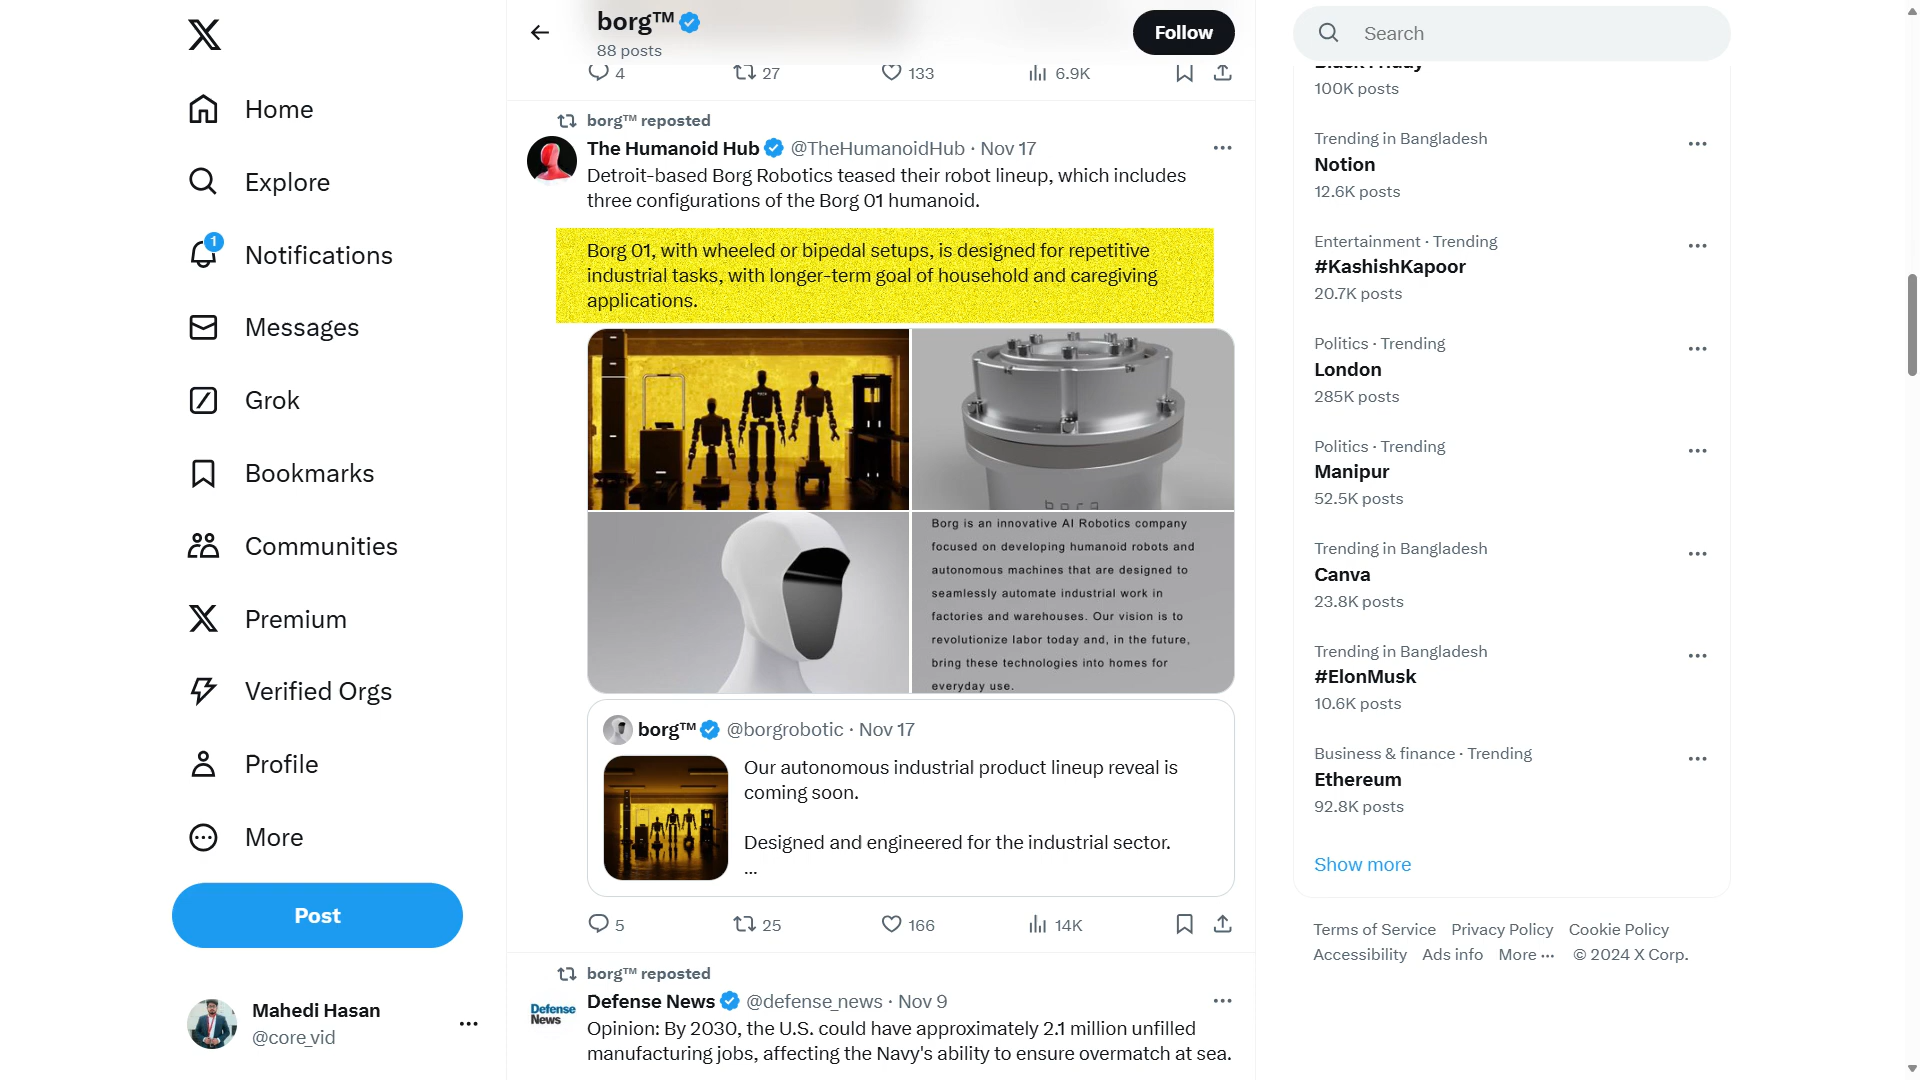 Home
Explore
1
Notifications
Messages
Grok
Bookmarks
Communities
Premium
Verified Orgs
Profile
More
Post
Mahedi Hasan
@core_vid
borg™
88 posts
Follow
4 27 133 6.9K
borg™ reposted
The Humanoid Hub @TheHumanoidHub · Nov 17
Detroit-based Borg Robotics teased their robot lineup, which includes
three configurations of the Borg 01 humanoid.
Borg 01, with wheeled or bipedal setups, is designed for repetitive
industrial tasks, with longer-term goal of household and caregiving
applications.
borg
Borg is an innovative AI Robotics company
focused on developing humanoid robots and
autonomous machines that are designed to
seamlessly automate industrial work in
factories and warehouses. Our vision is to
revolutionize labor today and, in the future,
bring these technologies into homes for
everyday use.
borg™ @borgrobotic · Nov 17
Our autonomous industrial product lineup reveal is
coming soon.
Designed and engineered for the industrial sector.
...
5 25 166 14K
borg™ reposted
Defense News
Defense News @defense_news · Nov 9
Opinion: By 2030, the U.S. could have approximately 2.1 million unfilled
manufacturing jobs, affecting the Navy's ability to ensure overmatch at sea.
Search
Black Friday
100K posts
Trending in Bangladesh
Notion
12.6K posts
Entertainment · Trending
#KashishKapoor
20.7K posts
Politics · Trending
London
285K posts
Politics · Trending
Manipur
52.5K posts
Trending in Bangladesh
Canva
23.8K posts
Trending in Bangladesh
#ElonMusk
10.6K posts
Business & finance · Trending
Ethereum
92.8K posts
Show more
Terms of Service Privacy Policy Cookie Policy
Accessibility Ads info More ··· © 2024 X Corp.